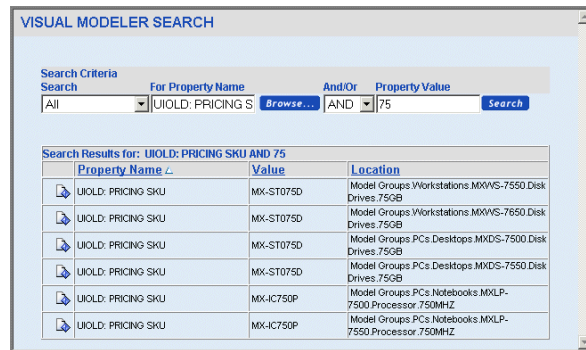 VISUAL MODELER SEARCH
Search Criteria
Search For Property Name And/Or Property Value
All UIOLD: PRICING S Browse... AND 75 Search
Search Results for: UIOLD: PRICING SKU AND 75
Property Name Value Location
UIOLD: PRICING SKU MX-ST075D Model Groups.Workstations.MXWS-7550.Disk
Drives.75GB
UIOLD: PRICING SKU MX-ST075D Model Groups.Workstations.MXWS-7650.Disk
Drives.75GB
UIOLD: PRICING SKU MX-ST075D Model Groups.PCs.Desktops.MXDS-7500.Disk
Drives.75GB
UIOLD: PRICING SKU MX-ST075D Model Groups.PCs.Desktops.MXDS-7550.Disk
Drives.75GB
UIOLD: PRICING SKU MX-IC750P Model Groups.PCs.Notebooks.MXLP-
7500.Processor.750MHZ
UIOLD: PRICING SKU MX-IC750P Model Groups.PCs.Notebooks.MXLP-
7550.Processor.750MHZ